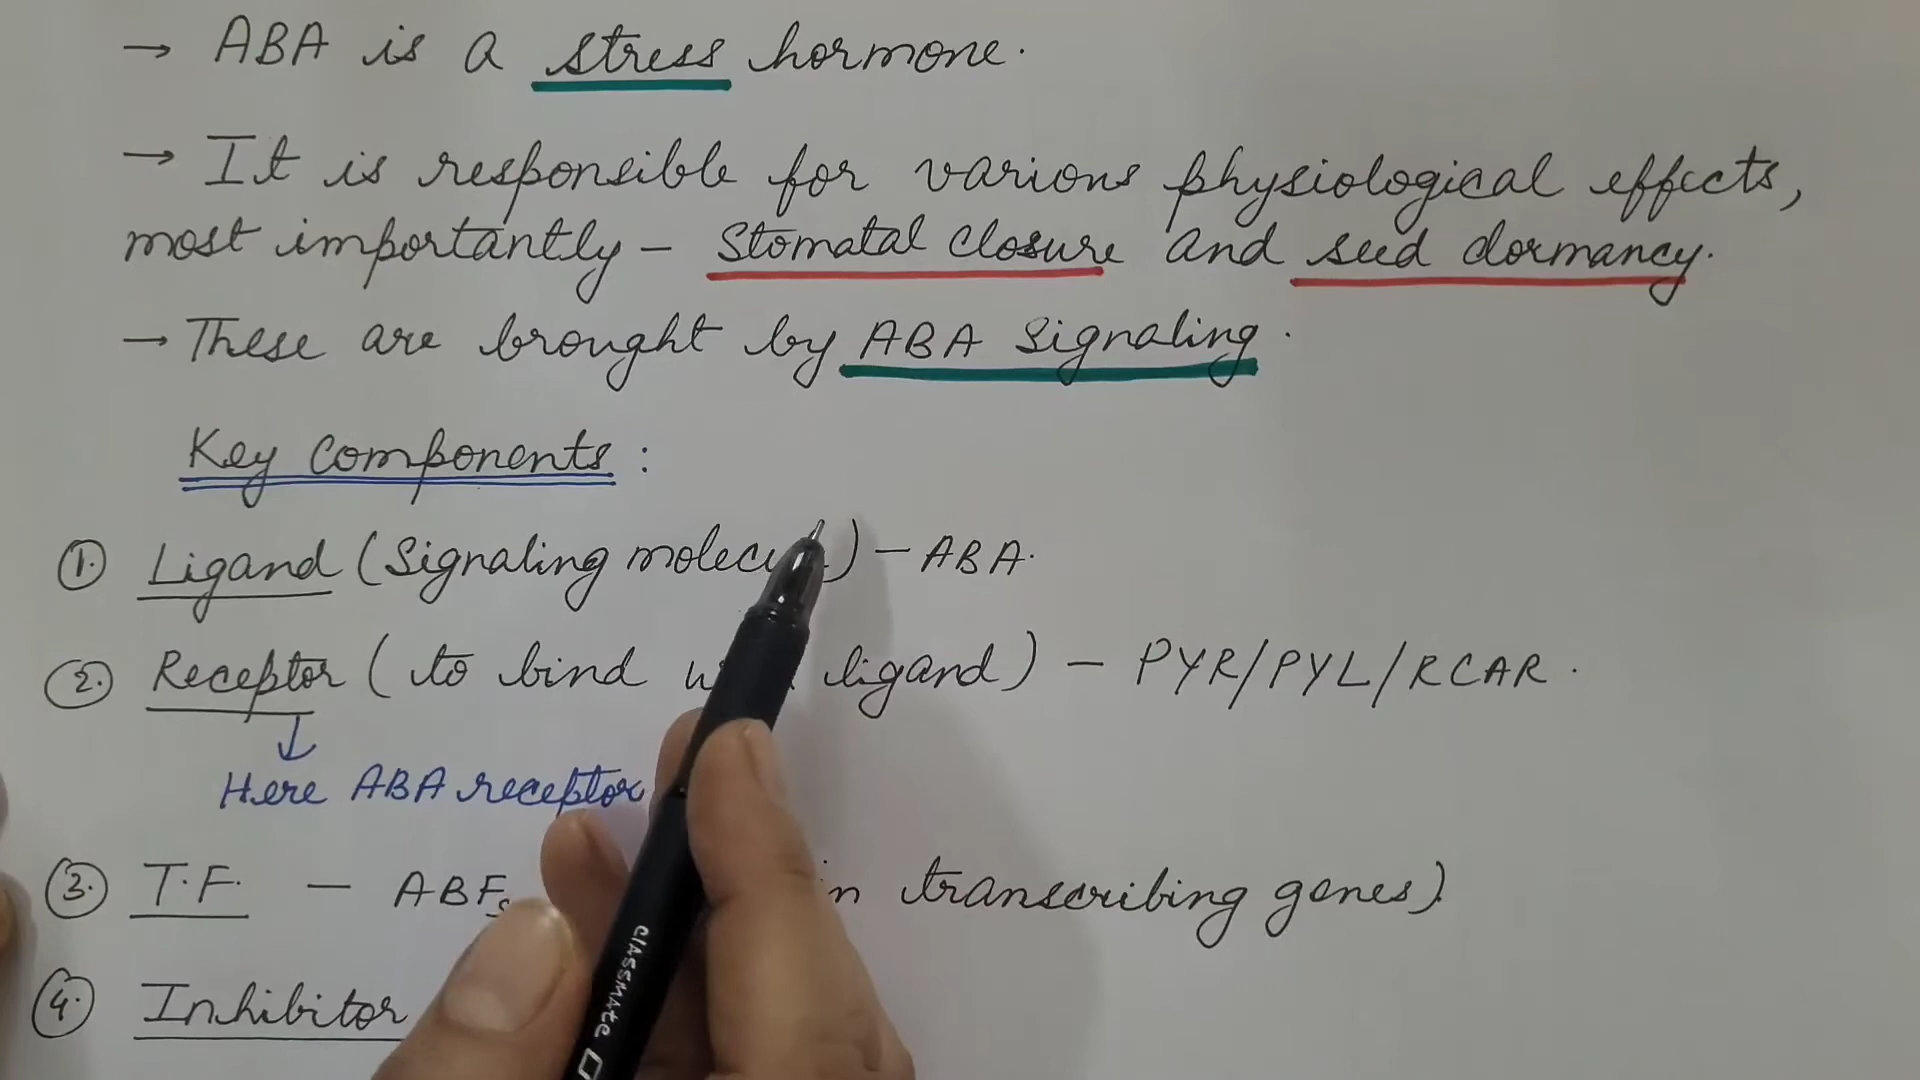 → ABA is a stress hormone.
→ It is responsible for various physiological effects,
most importantly - Stomatal closure and seed dormancy.
→ These are brought by ABA Signaling.
Key Components :
1. Ligand (Signaling molecu ) - ABA.
2. Receptor ( to bind ligand) - PYR/PYL/RCAR.
↓
Here ABA receptor
3. T.F. - ABFs in transcribing genes)
4. Inhibitor
classmate